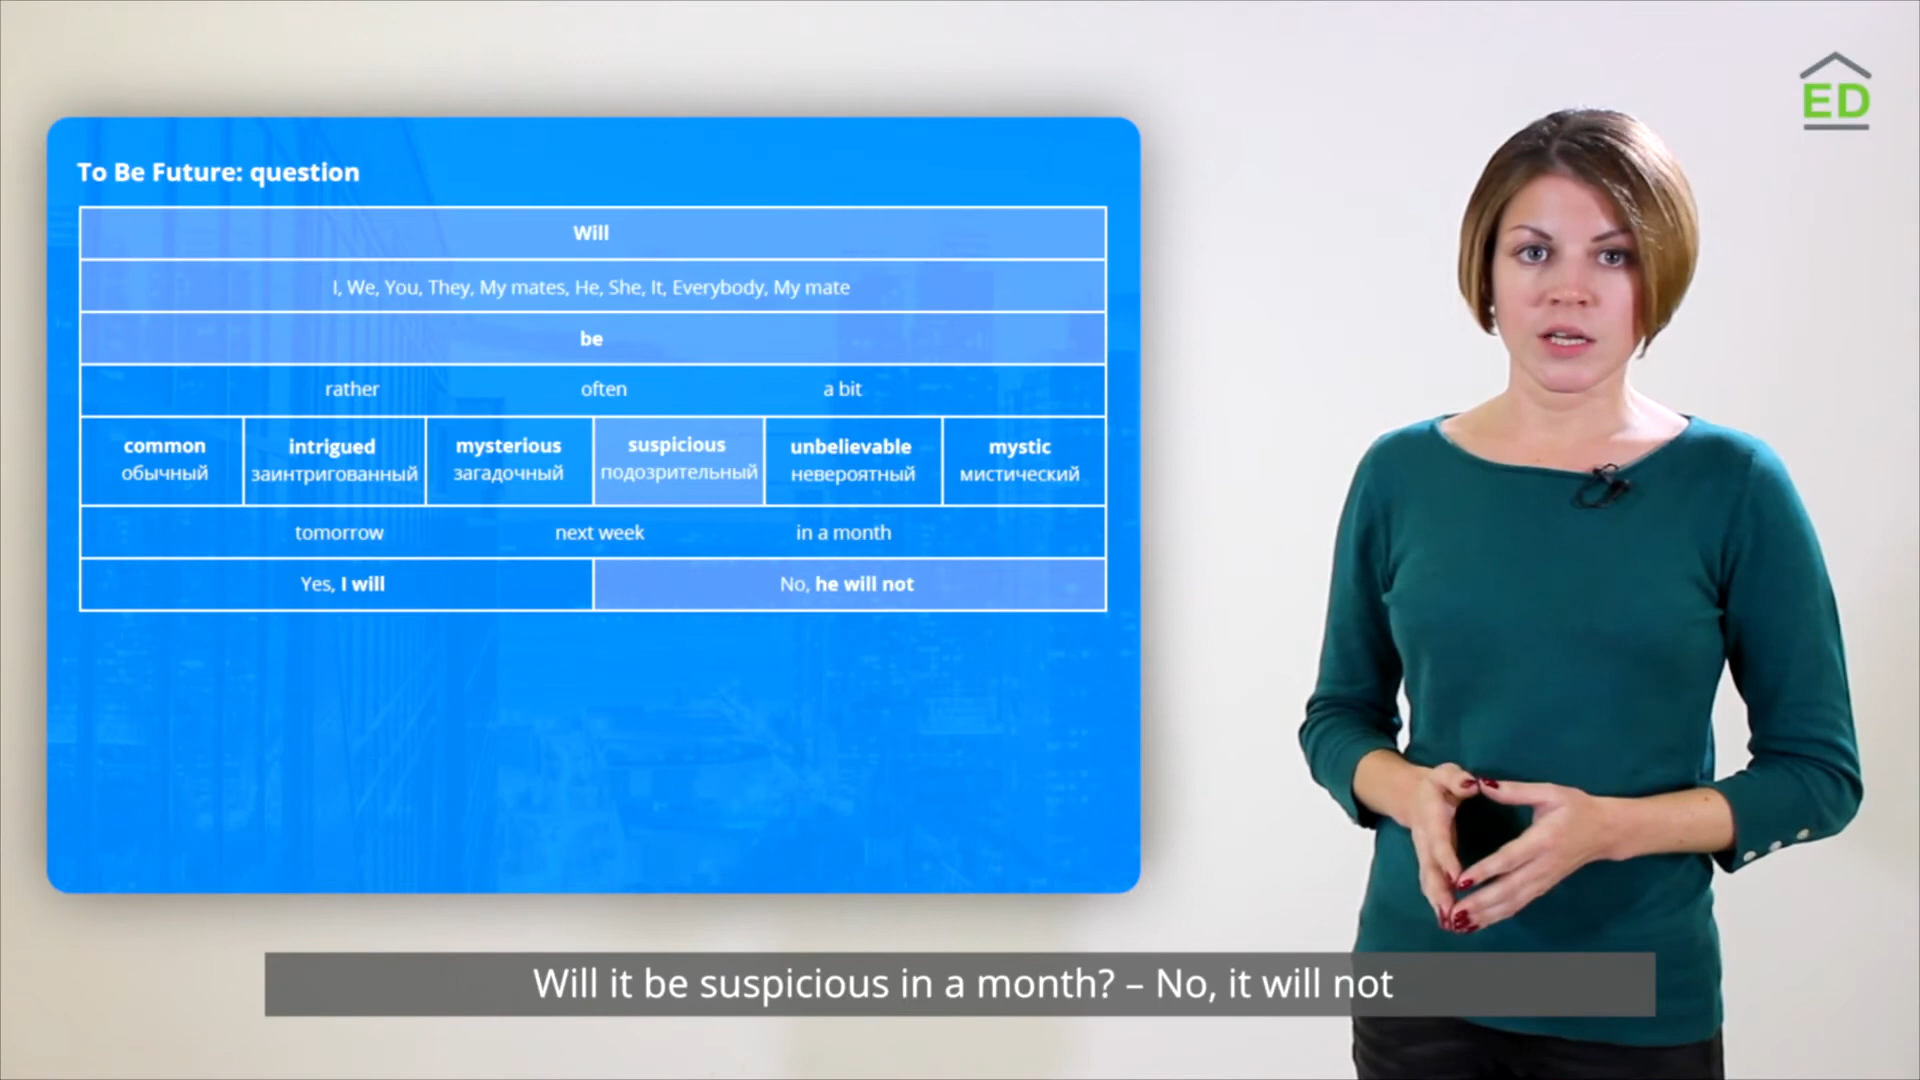 ED
To Be Future: question
Will
I, We, You, They, My mates, He, She, It, Everybody, My mate
be
rather often a bit
common intrigued mysterious suspicious unbelievable mystic
обычный заинтригованный загадочный подозрительный невероятный мистический
tomorrow next week in a month
Yes, I will No, he will not
Will it be suspicious in a month? – No, it will not